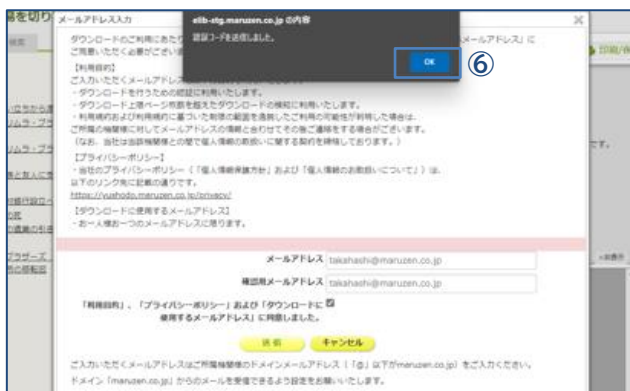 易を切り
メールアドレス入力
elib-stg.maruzen.co.jp の内容
認証コードを送信しました。
OK
⑥
検索
印刷/保
ダウンロードのご利用にあたり
メールアドレス」に
ご同意いただく必要がござい
【利用目的】
ご入力いただくメールアドレス
・ダウンロードを行うための認証に利用いたします。
・ダウンロード上限ページ枚数を超えたダウンロードの検知に利用いたします。
・利用規約および利用規約に基づいた制限の範囲を逸脱したご利用の可能性が判明した場合は、
ご所属の機関様に対してメールアドレスの情報と合わせてその旨ご連絡をする場合がございます。
（なお、当社は当該機関様との間で個人情報の取扱いに関する契約を締結しております。）
【プライバシーポリシー】
・当社のプライバシーポリシー（「個人情報保護方針」および「個人情報のお取扱いについて」）は、
以下のリンク先に記載の通りです。
https://yushodo.maruzen.co.jp/privacy/
【ダウンロードに使用するメールアドレス】
・お一人様お一つのメールアドレスに限ります。
メールアドレス takahashi@maruzen.co.jp
確認用メールアドレス takahashi@maruzen.co.jp
「利用目的」、「プライバシーポリシー」および「ダウンロードに
使用するメールアドレス」に同意しました。
送信 キャンセル
ご入力いただくメールアドレスはご所属機関様のドメインメールアドレス（「@」以下がmaruzen.co.jp）をご入力ください。
ドメイン「maruzen.co.jp」からのメールを受信できるよう設定をお願いいたします。